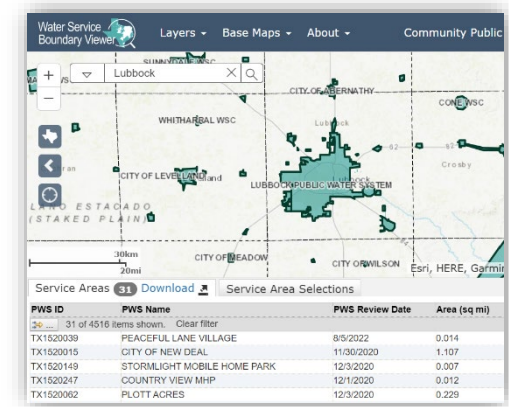 Water Service
Boundary Viewer
Layers Base Maps About Community Public
SUNNYDALE WSC
Lubbock
CITY OF ABERNATHY
CONE WSC
WHITHARRAL WSC
Lubbock
82
Crosby
CITY OF LEVELLAND
LUBBOCK PUBLIC WATER SYSTEM
Lubbock
LLANO ESTACADO
(STAKED PLAIN)
30km
20mi
CITY OF MEADOW
CITY OF WILSON
Esri, HERE, Garmin
Service Areas 31 Download Service Area Selections
PWS ID PWS Name PWS Review Date Area (sq mi)
... 31 of 4516 items shown. Clear filter
TX1520039 PEACEFUL LANE VILLAGE 8/5/2022 0.014
TX1520015 CITY OF NEW DEAL 11/30/2020 1.107
TX1520149 STORMLIGHT MOBILE HOME PARK 12/3/2020 0.007
TX1520247 COUNTRY VIEW MHP 12/1/2020 0.012
TX1520062 PLOTT ACRES 12/3/2020 0.229